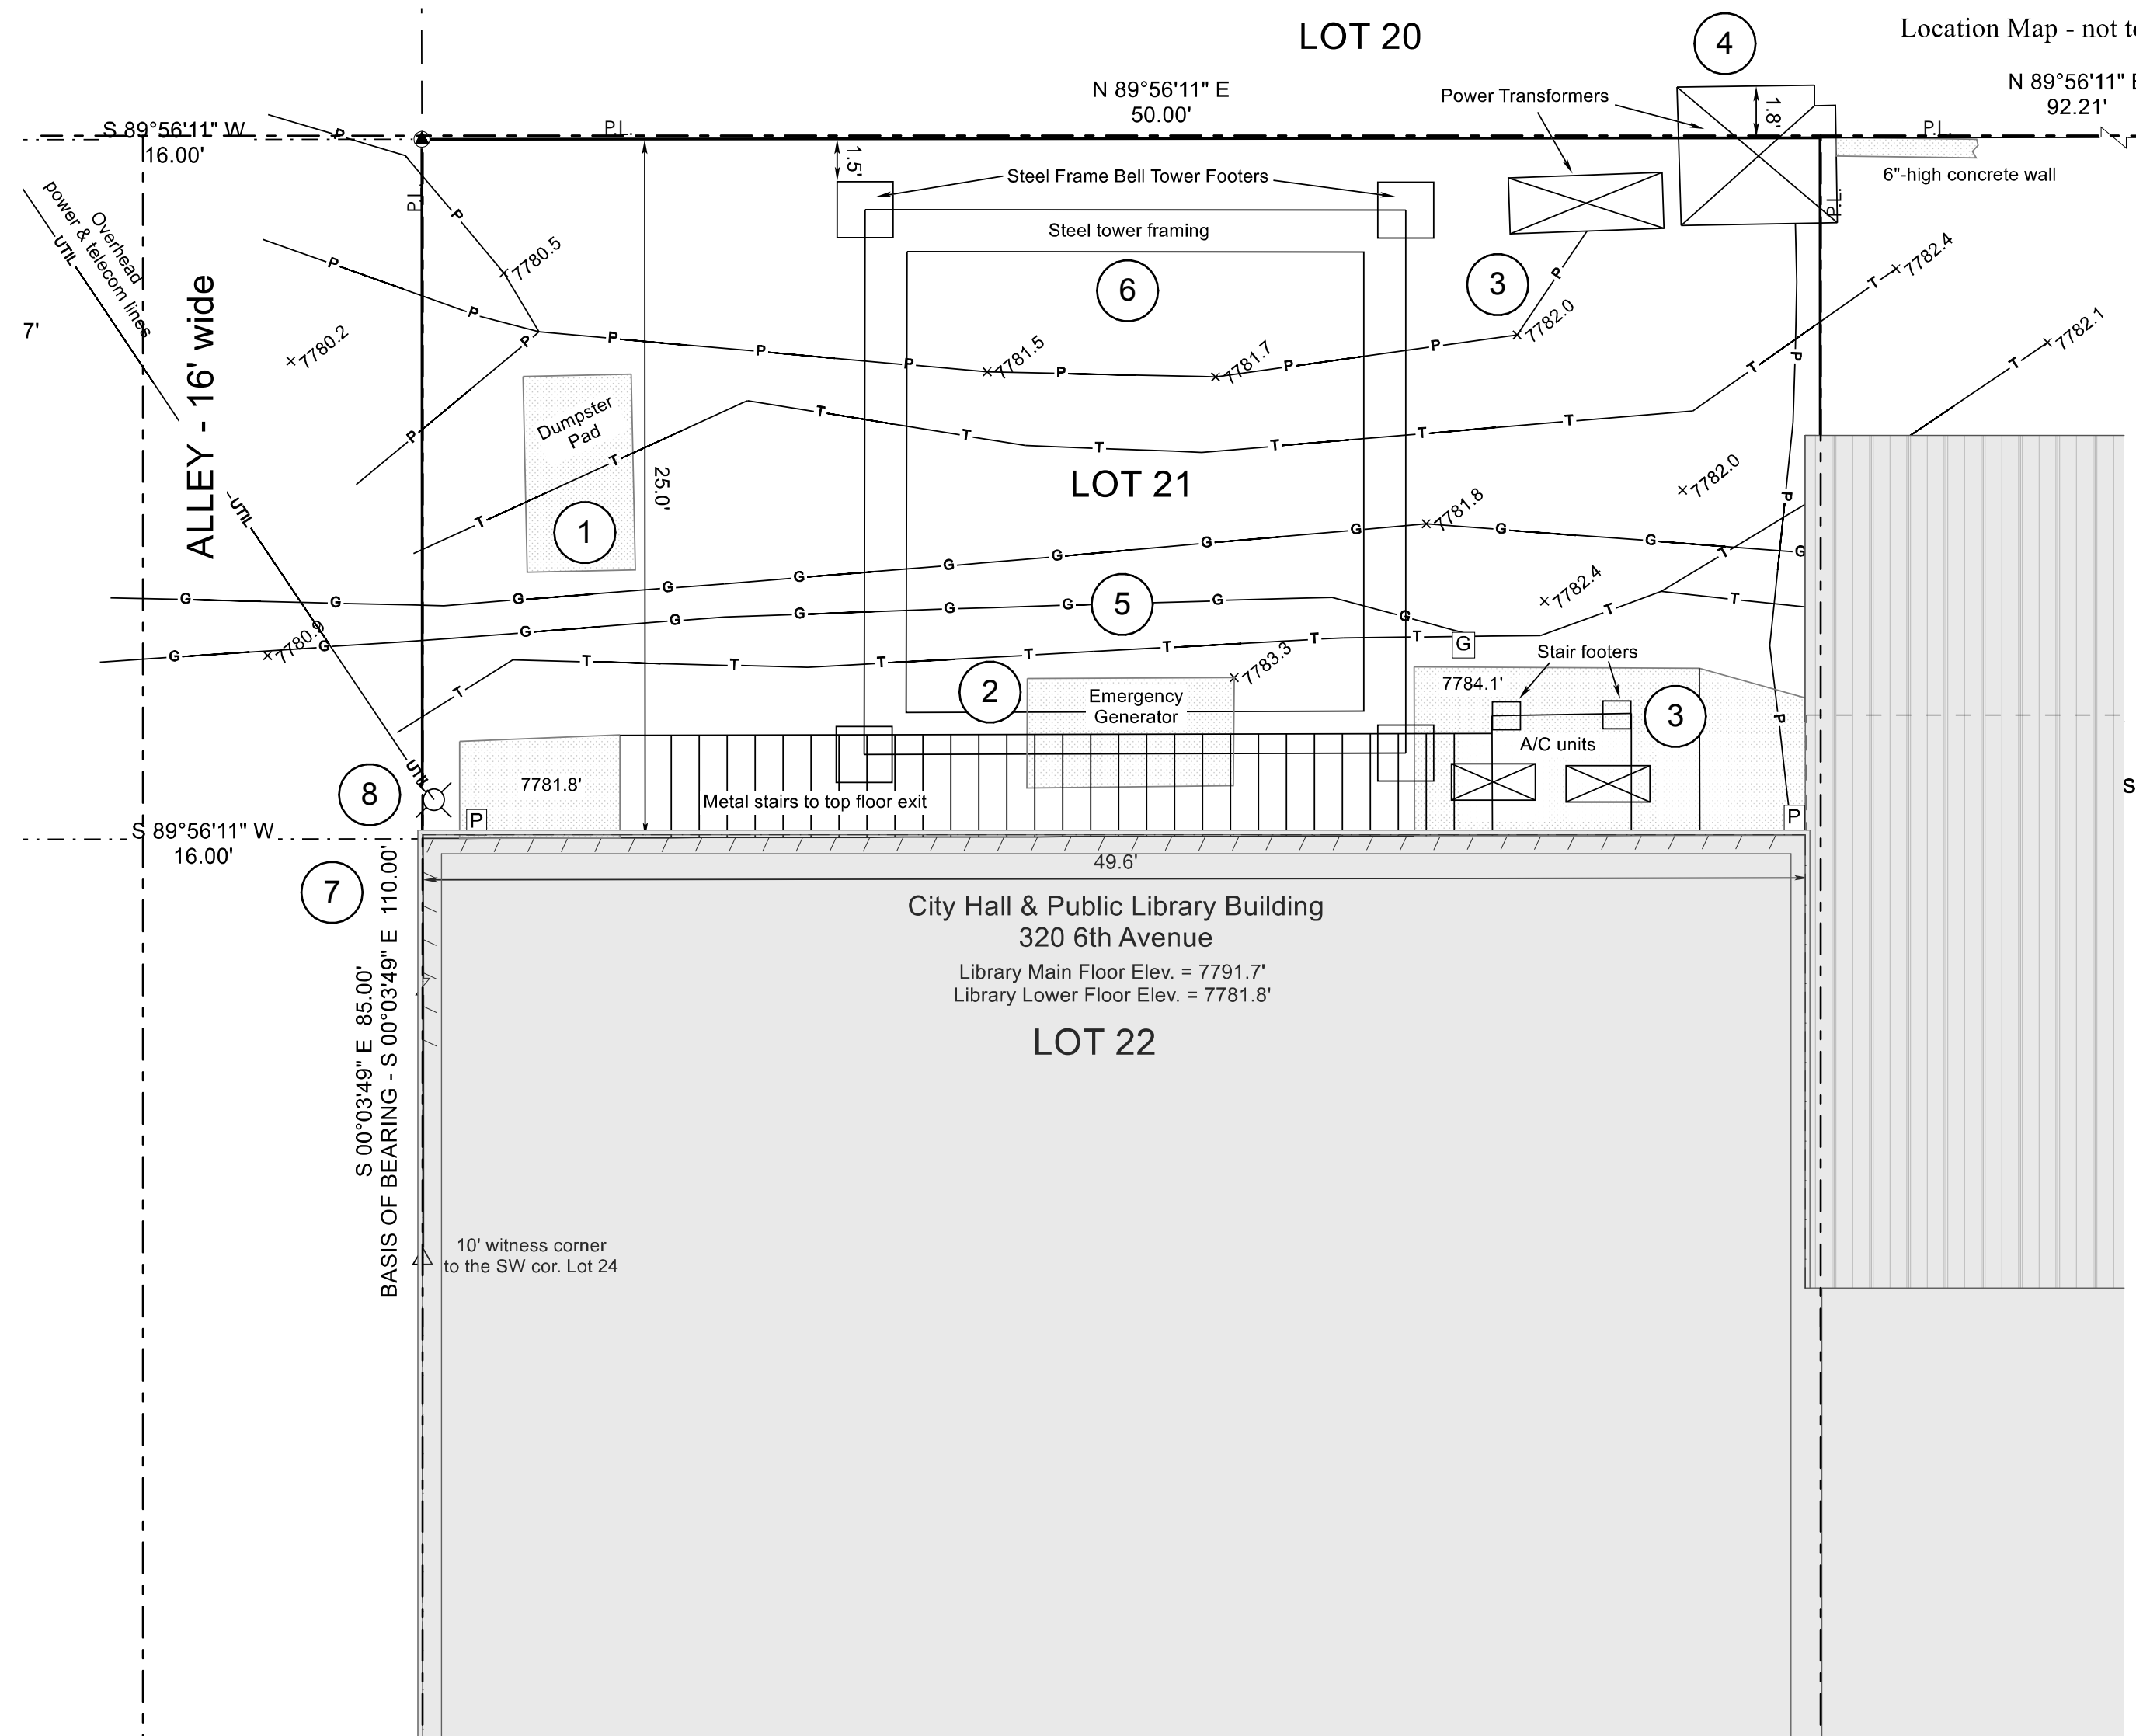 LOT 20
4
Location Map - not t
N 89°56'11" E
50.00'
Power Transformers
1.8'
N 89°56'11"
92.21'
S 89°56'11" W
16.00'
P
P.L.
P.L.
6"-high concrete wall
P.L.
P.L.
1.5'
Steel Frame Bell Tower Footers
Steel tower framing
Overhead
power & telecom lines
UTIL
P
P
P
7780.5
6
3
P
7782.0
7782.4
T
7782.1
T
7'
7780.2
ALLEY - 16' wide
P
P
P
P
P
7781.5
P
7781.7
P
P
P
T
P
Dumpster
Pad
T
T
T
T
T
T
T
T
25.0'
LOT 21
7782.0
P
UTIL
1
T
7781.8
G
G
G
G
G
G
G
G
G
G
G
G
T
7782.4
T
T
5
G
G
G
G
G
G
G
G
G
7780.9
G
T
T
T
T
T
T
T
T
7783.3
Stair footers
7784.1'
2
Emergency
Generator
3
P
A/C units
UTIL
8
7781.8'
P
Metal stairs to top floor exit
P
S 89°56'11" W
16.00'
49.6'
7
City Hall & Public Library Building
320 6th Avenue
Library Main Floor Elev. = 7791.7'
Library Lower Floor Elev. = 7781.8'
LOT 22
S 00°03'49" E 85.00'
BASIS OF BEARING - S 00°03'49" E 110.00'
10' witness corner
to the SW cor. Lot 24
S